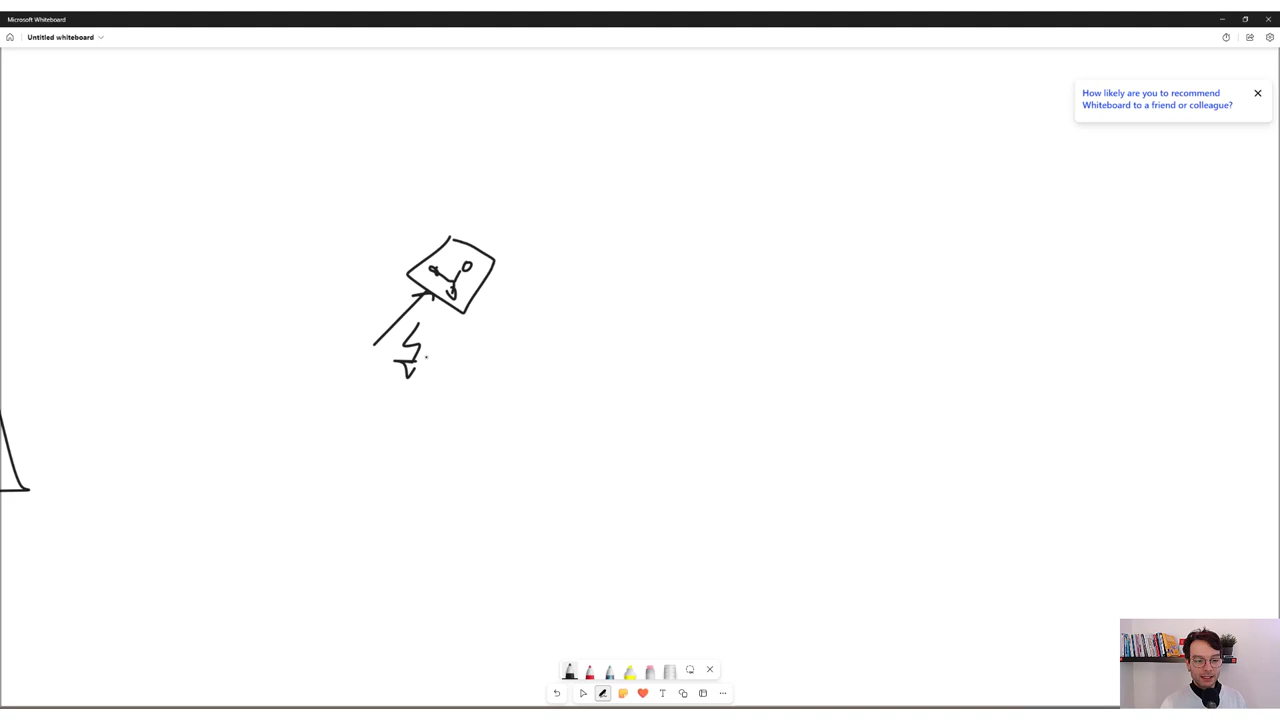 Microsoft Whiteboard
Untitled whiteboard
How likely are you to recommend
Whiteboard to a friend or colleague?